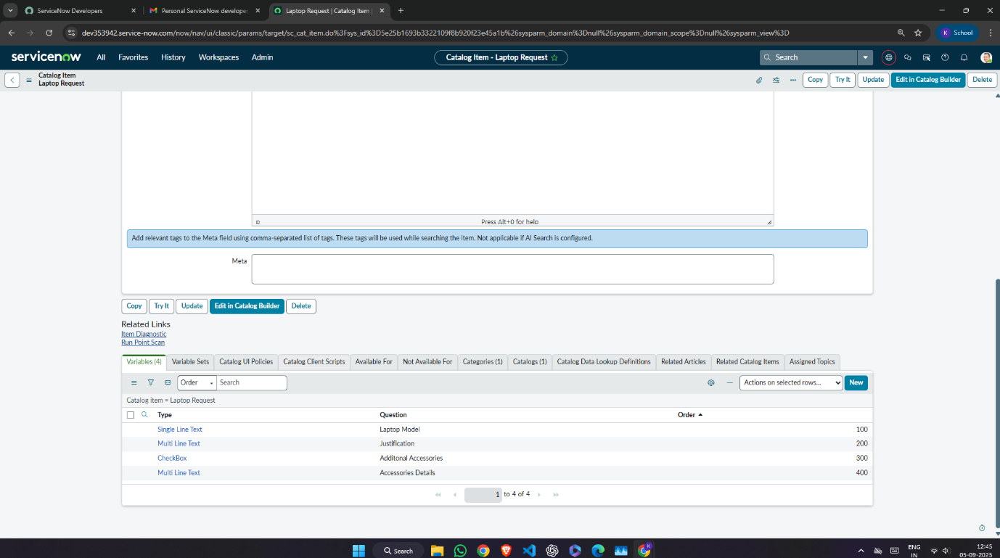 ServiceNow Developers
Personal ServiceNow developer
Laptop Request | Catalog Item |
dev353942.service-now.com/now/nav/ui/classic/params/target/sc_cat_item.do%3Fsys_id%3D5e25b1693b3322109f8b920f23e45a1b%26sysparm_domain%3Dnull%26sysparm_domain_scope%3Dnull%26sysparm_view%3D
K School
servicenow All Favorites History Workspaces Admin Catalog Item - Laptop Request Search
Catalog Item
Laptop Request
Copy Try It Update Edit in Catalog Builder Delete
p Press Alt+0 for help
Add relevant tags to the Meta field using comma-separated list of tags. These tags will be used while searching the item. Not applicable if AI Search is configured.
Meta
Copy Try It Update Edit in Catalog Builder Delete
Related Links
Item Diagnostic
Run Point Scan
Variables (4) Variable Sets Catalog UI Policies Catalog Client Scripts Available For Not Available For Categories (1) Catalogs (1) Catalog Data Lookup Definitions Related Articles Related Catalog Items Assigned Topics
Order Search Actions on selected rows... New
Catalog item = Laptop Request
Type Question Order
Single Line Text Laptop Model 100
Multi Line Text Justification 200
CheckBox Additonal Accessories 300
Multi Line Text Accessories Details 400
1 to 4 of 4
Search K ENG 12:45
IN 05-09-2025